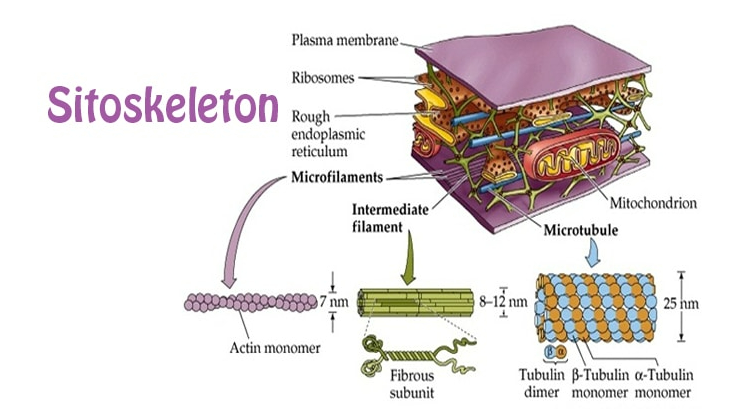 Sitoskeleton
Plasma membrane
Ribosomes
Rough
endoplasmic
reticulum
Microfilaments
Intermediate
filament
Mitochondrion
Microtubule
7 nm
8–12 nm
25 nm
Actin monomer
Fibrous
subunit
β α
Tubulin
dimer
β-Tubulin
monomer
α-Tubulin
monomer